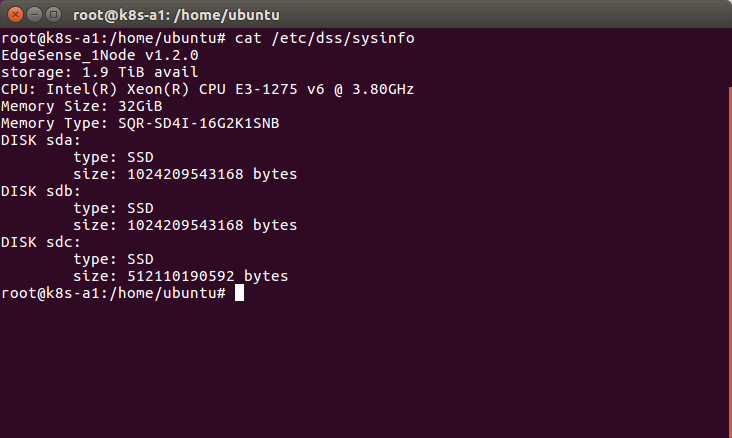 root@k8s-a1: /home/ubuntu
root@k8s-a1:/home/ubuntu# cat /etc/dss/sysinfo
EdgeSense_1Node v1.2.0
storage: 1.9 TiB avail
CPU: Intel(R) Xeon(R) CPU E3-1275 v6 @ 3.80GHz
Memory Size: 32GiB
Memory Type: SQR-SD4I-16G2K1SNB
DISK sda:
        type: SSD
        size: 1024209543168 bytes
DISK sdb:
        type: SSD
        size: 1024209543168 bytes
DISK sdc:
        type: SSD
        size: 512110190592 bytes
root@k8s-a1:/home/ubuntu#